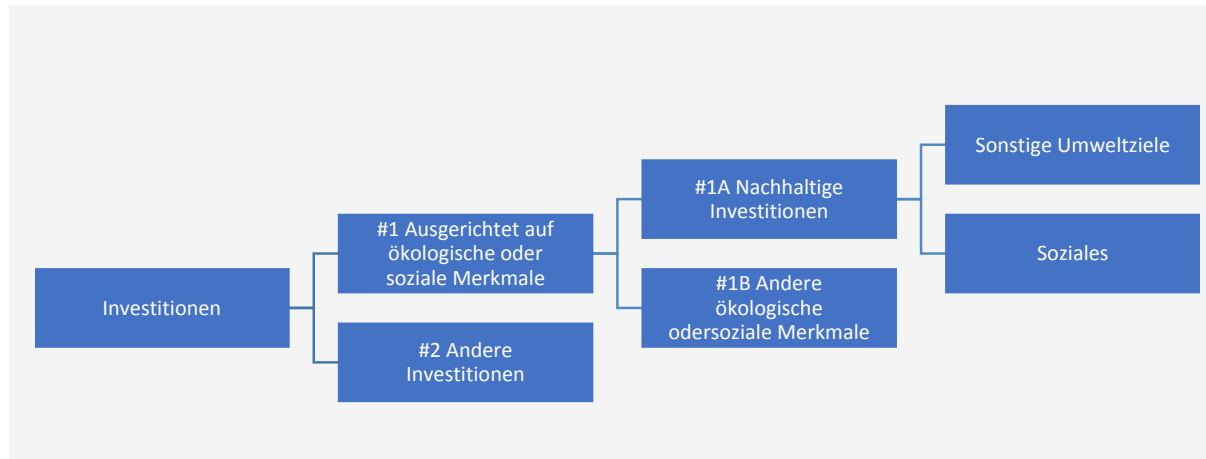 Investitionen
#1 Ausgerichtet auf
ökologische oder
soziale Merkmale
#2 Andere
Investitionen
#1A Nachhaltige
Investitionen
#1B Andere
ökologische
odersoziale Merkmale
Sonstige Umweltziele
Soziales